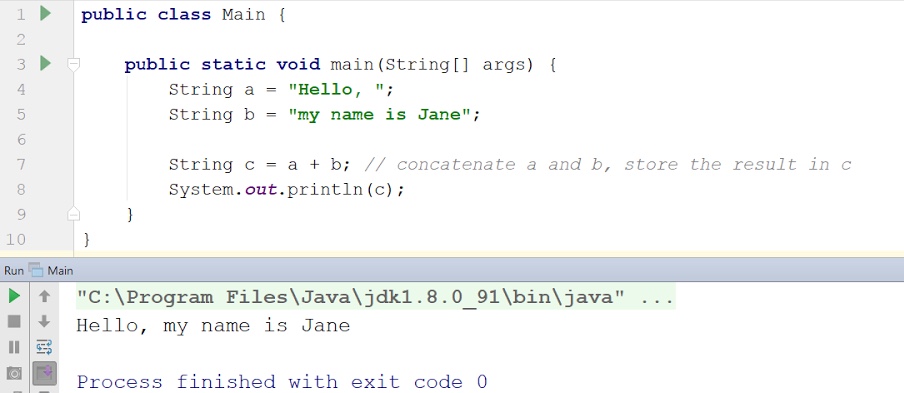 1 public class Main {
2
3 public static void main(String[] args) {
4 String a = "Hello, ";
5 String b = "my name is Jane";
6
7 String c = a + b; // concatenate a and b, store the result in c
8 System.out.println(c);
9 }
10 }
Run Main
"C:\Program Files\Java\jdk1.8.0_91\bin\java" ...
Hello, my name is Jane
Process finished with exit code 0